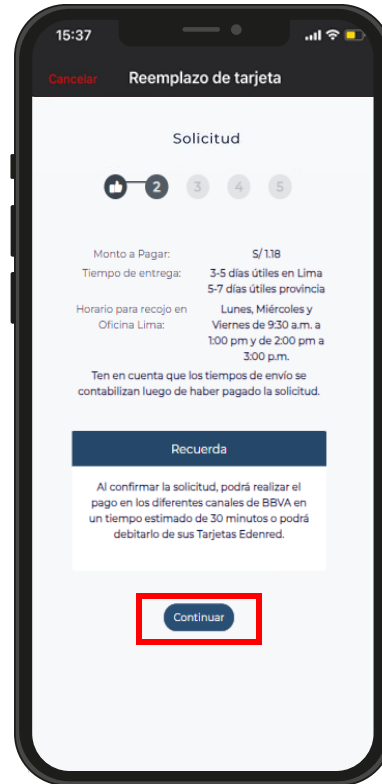 15:37
Cancelar Reemplazo de tarjeta
Solicitud
2 3 4 5
Monto a Pagar: S/ 1.18
Tiempo de entrega: 3-5 días útiles en Lima
5-7 días útiles provincia
Horario para recojo en Oficina Lima: Lunes, Miércoles y
Viernes de 9:30 a.m. a
1:00 pm y de 2:00 pm a
3:00 p.m.
Ten en cuenta que los tiempos de envío se
contabilizan luego de haber pagado la solicitud.
Recuerda
Al confirmar la solicitud, podrá realizar el
pago en los diferentes canales de BBVA en
un tiempo estimado de 30 minutos o podrá
debitarlo de sus Tarjetas Edenred.
Continuar